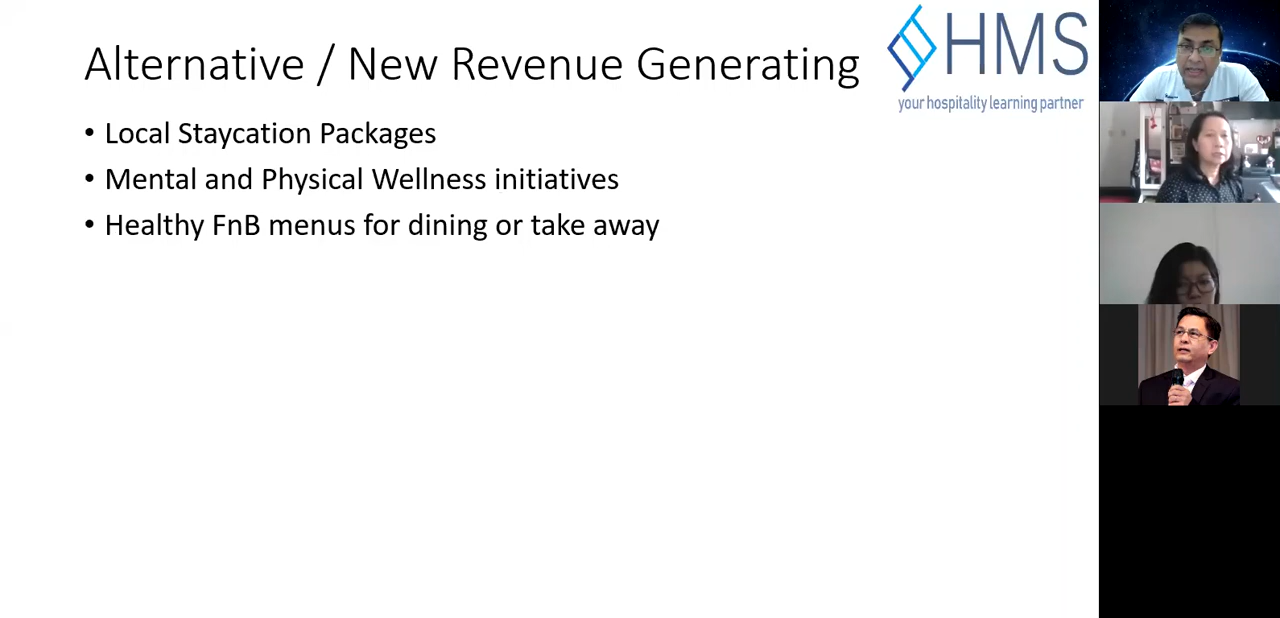 Alternative / New Revenue Generating
HMS
your hospitality learning partner
• Local Staycation Packages
• Mental and Physical Wellness initiatives
• Healthy FnB menus for dining or take away